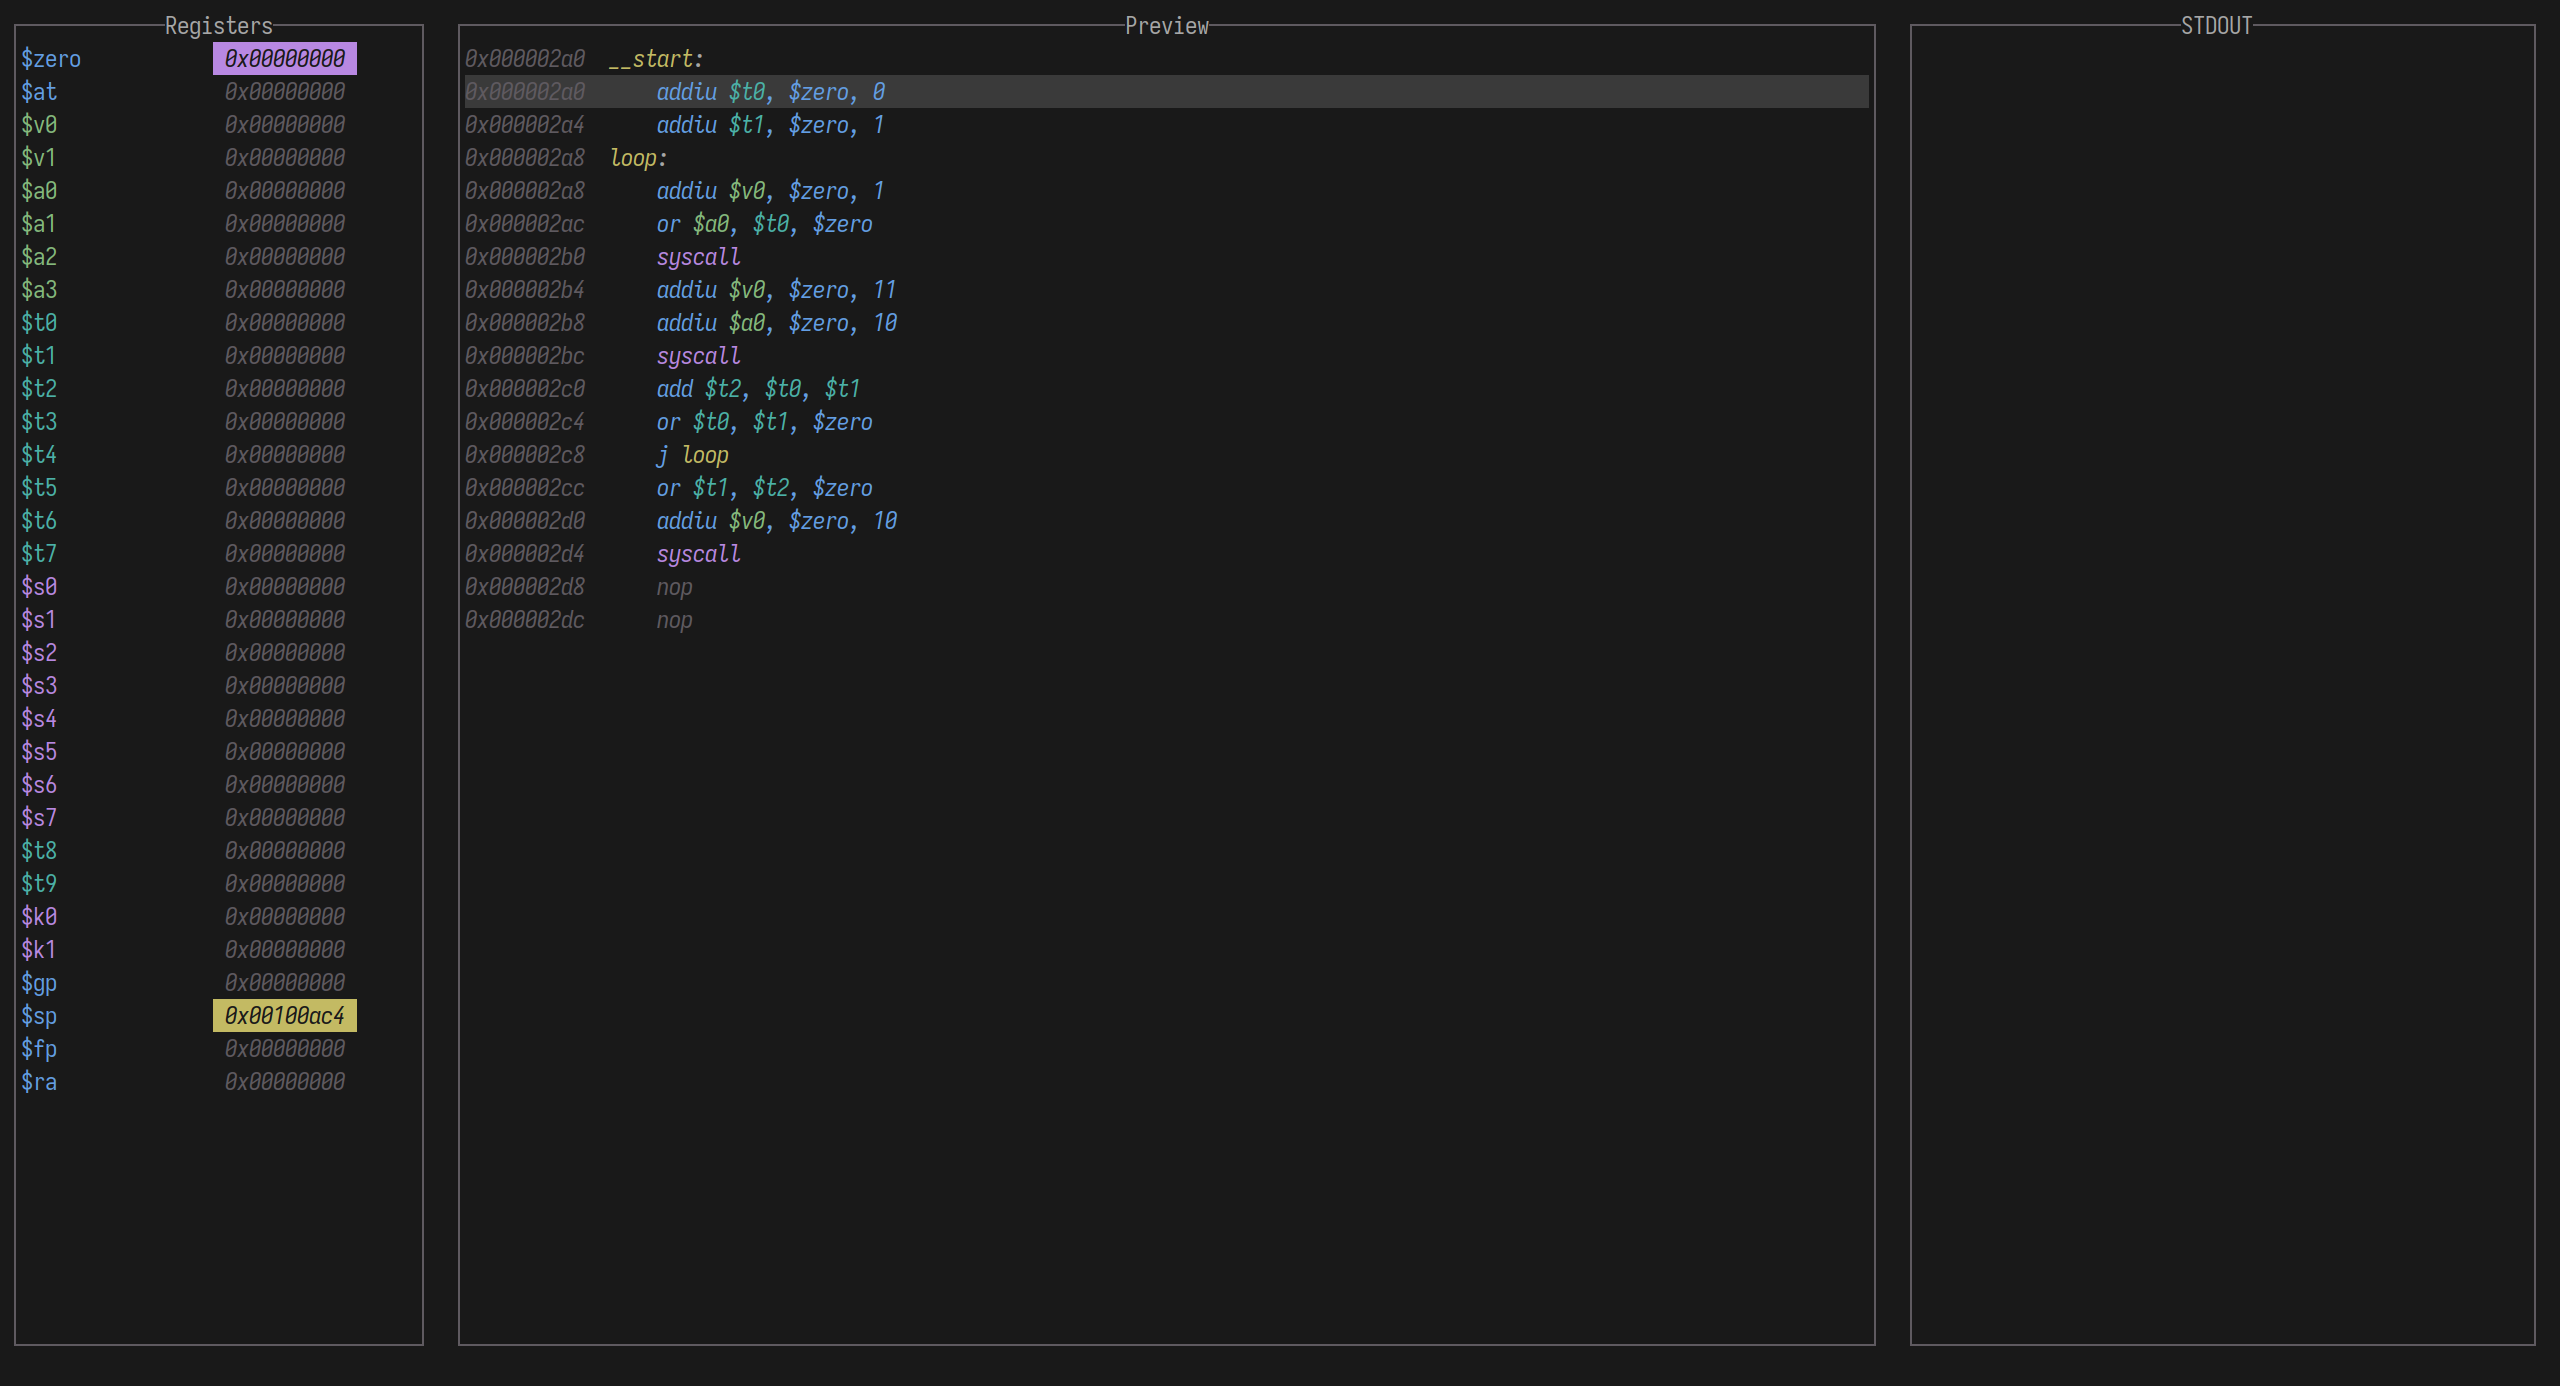 Registers
$zero 0x00000000
$at 0x00000000
$v0 0x00000000
$v1 0x00000000
$a0 0x00000000
$a1 0x00000000
$a2 0x00000000
$a3 0x00000000
$t0 0x00000000
$t1 0x00000000
$t2 0x00000000
$t3 0x00000000
$t4 0x00000000
$t5 0x00000000
$t6 0x00000000
$t7 0x00000000
$s0 0x00000000
$s1 0x00000000
$s2 0x00000000
$s3 0x00000000
$s4 0x00000000
$s5 0x00000000
$s6 0x00000000
$s7 0x00000000
$t8 0x00000000
$t9 0x00000000
$k0 0x00000000
$k1 0x00000000
$gp 0x00000000
$sp 0x00100ac4
$fp 0x00000000
$ra 0x00000000
Preview
0x000002a0 __start:
0x000002a0 addiu $t0, $zero, 0
0x000002a4 addiu $t1, $zero, 1
0x000002a8 loop:
0x000002a8 addiu $v0, $zero, 1
0x000002ac or $a0, $t0, $zero
0x000002b0 syscall
0x000002b4 addiu $v0, $zero, 11
0x000002b8 addiu $a0, $zero, 10
0x000002bc syscall
0x000002c0 add $t2, $t0, $t1
0x000002c4 or $t0, $t1, $zero
0x000002c8 j loop
0x000002cc or $t1, $t2, $zero
0x000002d0 addiu $v0, $zero, 10
0x000002d4 syscall
0x000002d8 nop
0x000002dc nop
STDOUT